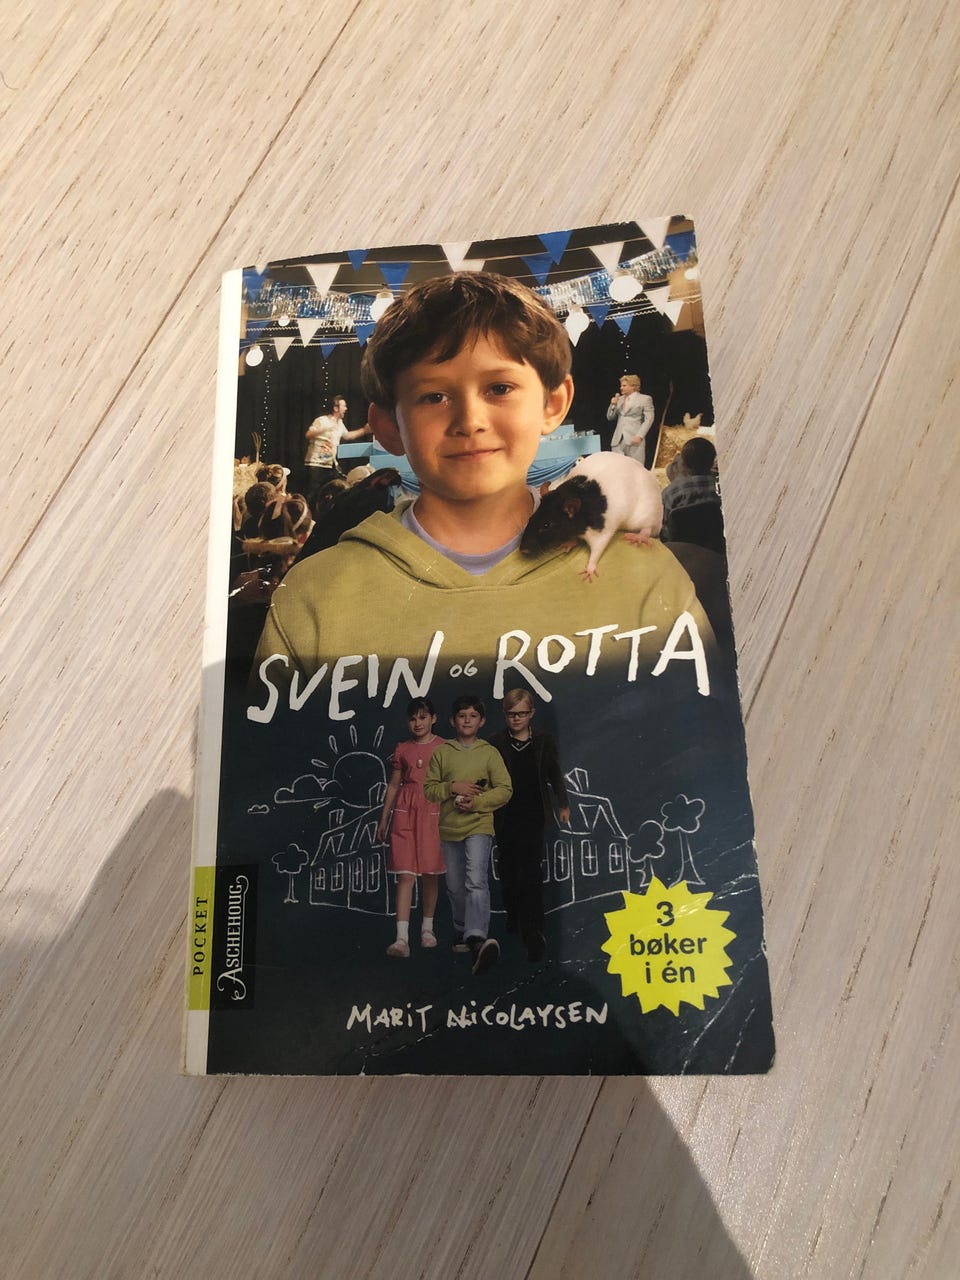 SVEIN OG ROTTA
3
bøker
i én
POCKET
ASCHEHOUG
MARIT NICOLAYSEN